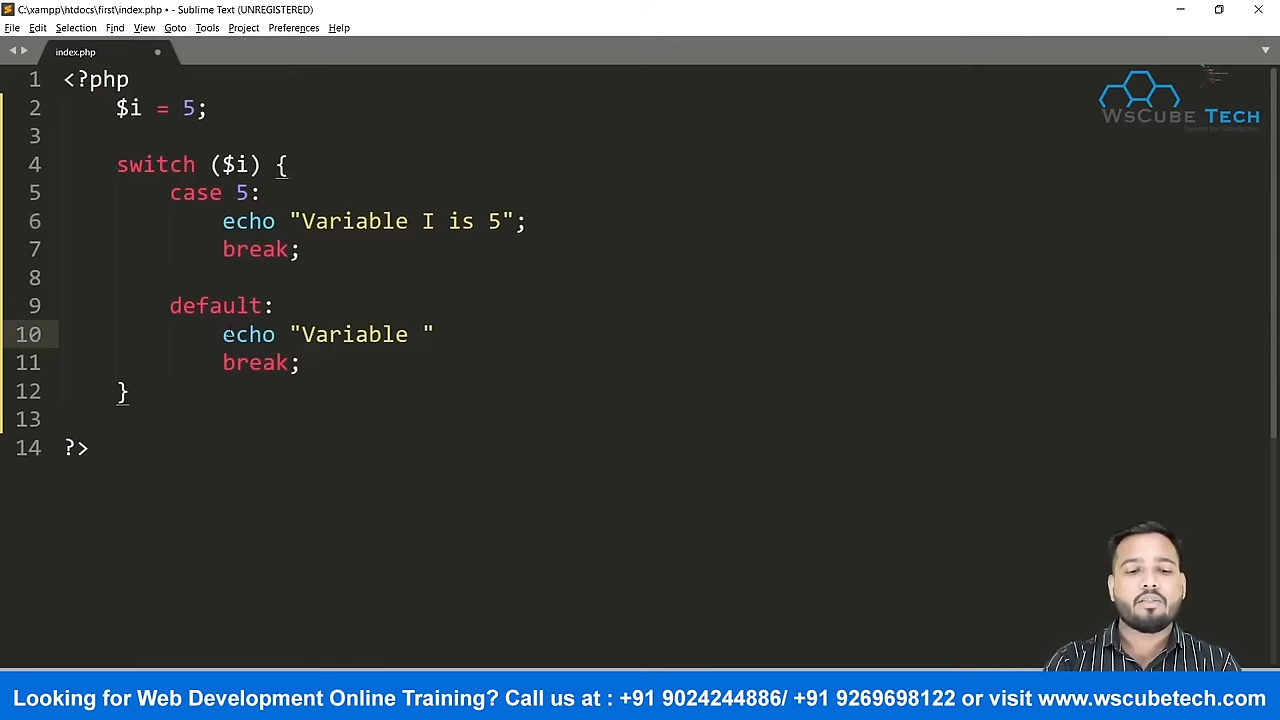 C:\xampp\htdocs\first\index.php • - Sublime Text (UNREGISTERED)
File Edit Selection Find View Goto Tools Project Preferences Help
index.php
1 <?php
2 $i = 5;
3
4 switch ($i) {
5 case 5:
6 echo "Variable I is 5";
7 break;
8
9 default:
10 echo "Variable "
11 break;
12 }
13
14 ?>
WsCube Tech
Looking for Web Development Online Training? Call us at : +91 9024244886/ +91 9269698122 or visit www.wscubetech.com